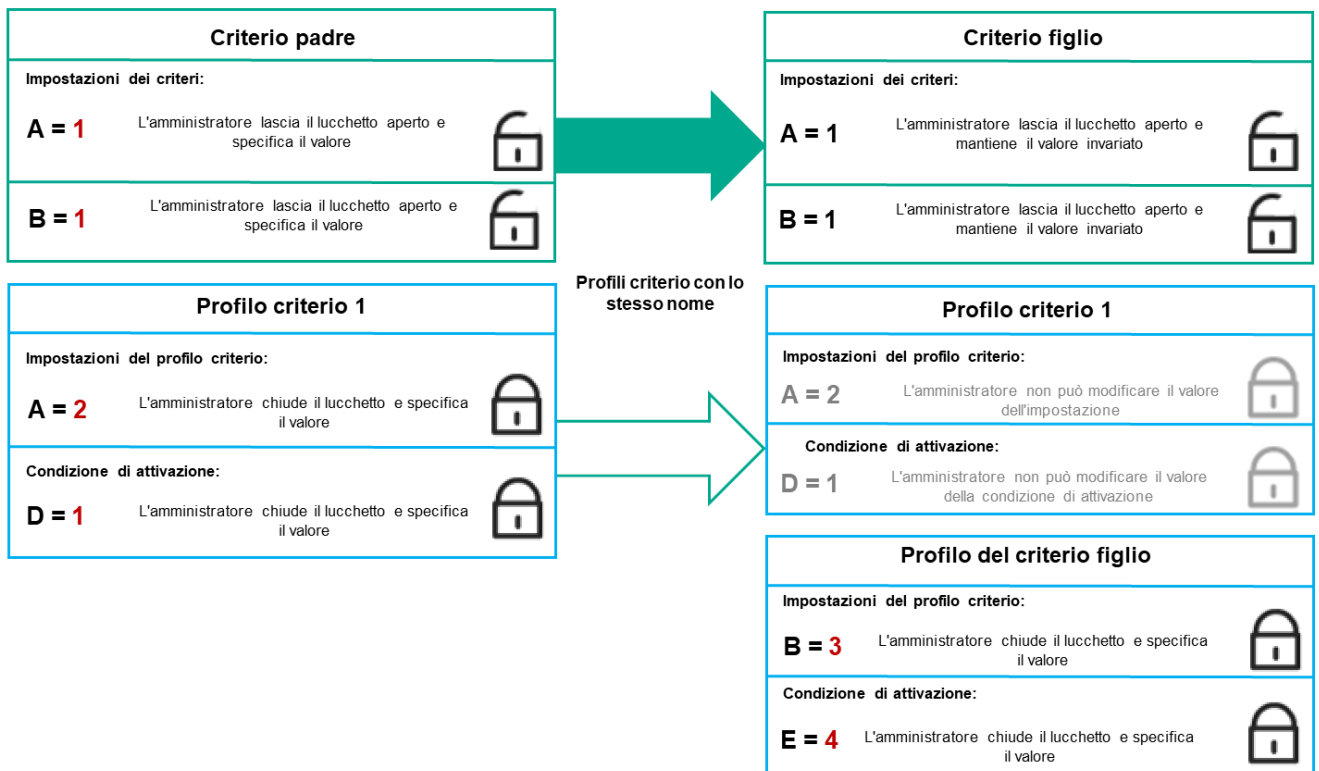 Criterio padre
Impostazioni dei criteri:
A = 1
L'amministratore lascia il lucchetto aperto e
specifica il valore
B = 1
L'amministratore lascia il lucchetto aperto e
specifica il valore
Criterio figlio
Impostazioni dei criteri:
A = 1
L'amministratore lascia il lucchetto aperto e
mantiene il valore invariato
B = 1
L'amministratore lascia il lucchetto aperto e
mantiene il valore invariato
Profili criterio con lo
stesso nome
Profilo criterio 1
Impostazioni del profilo criterio:
A = 2
L'amministratore chiude il lucchetto e specifica
il valore
Condizione di attivazione:
D = 1
L'amministratore chiude il lucchetto e specifica
il valore
Profilo criterio 1
Impostazioni del profilo criterio:
A = 2
L'amministratore non può modificare il valore
dell'impostazione
Condizione di attivazione:
D = 1
L'amministratore non può modificare il valore
della condizione di attivazione
Profilo del criterio figlio
Impostazioni del profilo criterio:
B = 3
L'amministratore chiude il lucchetto e specifica
il valore
Condizione di attivazione:
E = 4
L'amministratore chiude il lucchetto e specifica
il valore